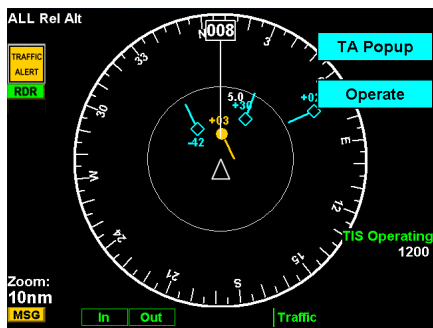 ALL Rel Alt
TRAFFIC
ALERT
RDR
TA Popup
Operate
N
008
3
33
30
5.0
+30
+03
-42
E
W
12
24
21
S
15
TIS Operating
1200
Zoom:
10nm
MSG
In
Out
Traffic